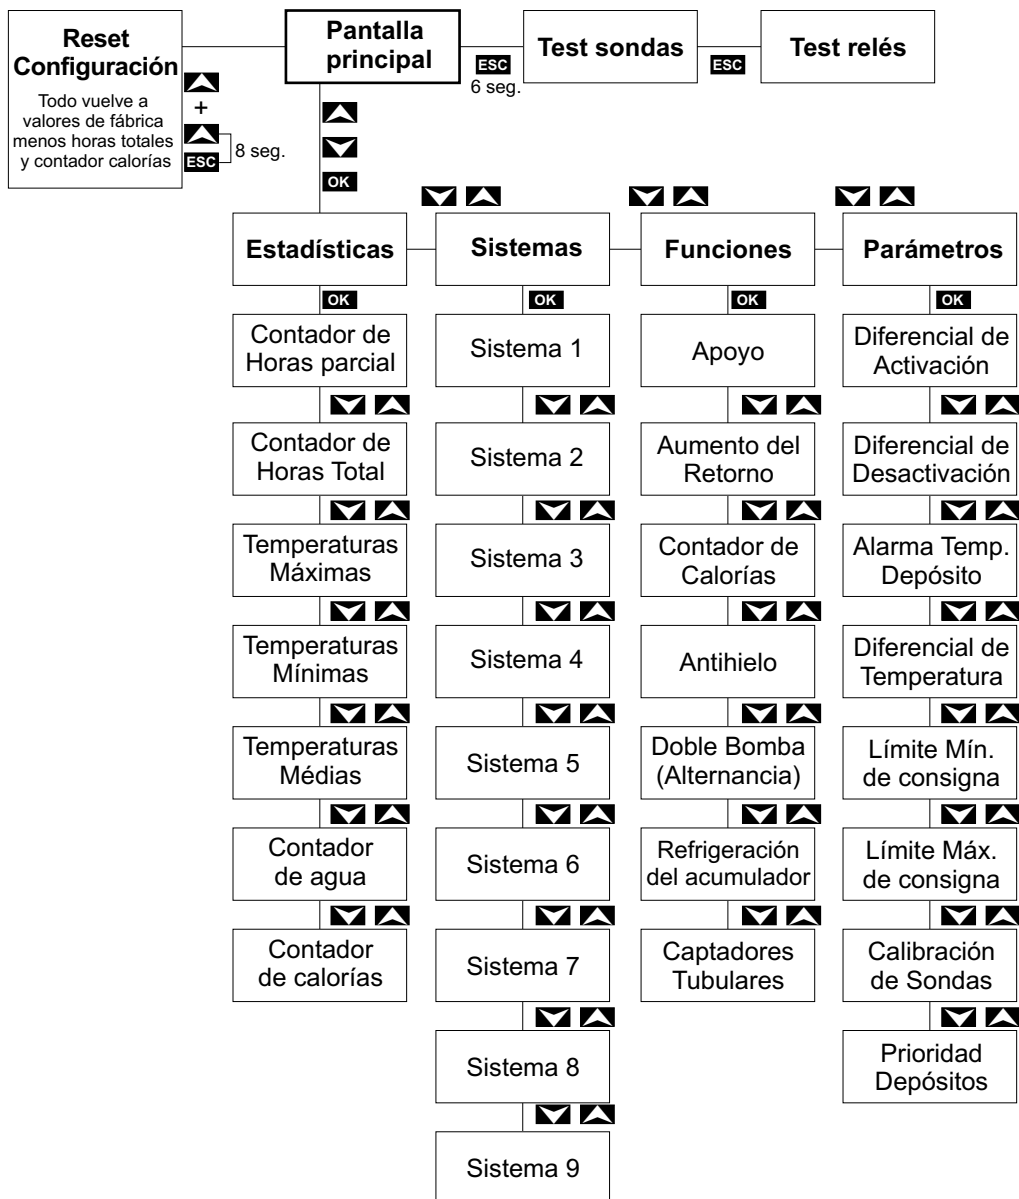 Reset
Configuración
Todo vuelve a
valores de fábrica
menos horas totales
y contador calorías
+
ESC
8 seg.
Pantalla
principal
ESC
6 seg.
Test sondas
ESC
Test relés
OK
Estadísticas
Sistemas
Funciones
Parámetros
OK
OK
OK
OK
Contador de
Horas parcial
Contador de
Horas Total
Temperaturas
Máximas
Temperaturas
Mínimas
Temperaturas
Médias
Contador
de agua
Contador
de calorías
Sistema 1
Sistema 2
Sistema 3
Sistema 4
Sistema 5
Sistema 6
Sistema 7
Sistema 8
Sistema 9
Apoyo
Aumento del
Retorno
Contador de
Calorías
Antihielo
Doble Bomba
(Alternancia)
Refrigeración
del acumulador
Captadores
Tubulares
Diferencial de
Activación
Diferencial de
Desactivación
Alarma Temp.
Depósito
Diferencial de
Temperatura
Límite Mín.
de consigna
Límite Máx.
de consigna
Calibración
de Sondas
Prioridad
Depósitos